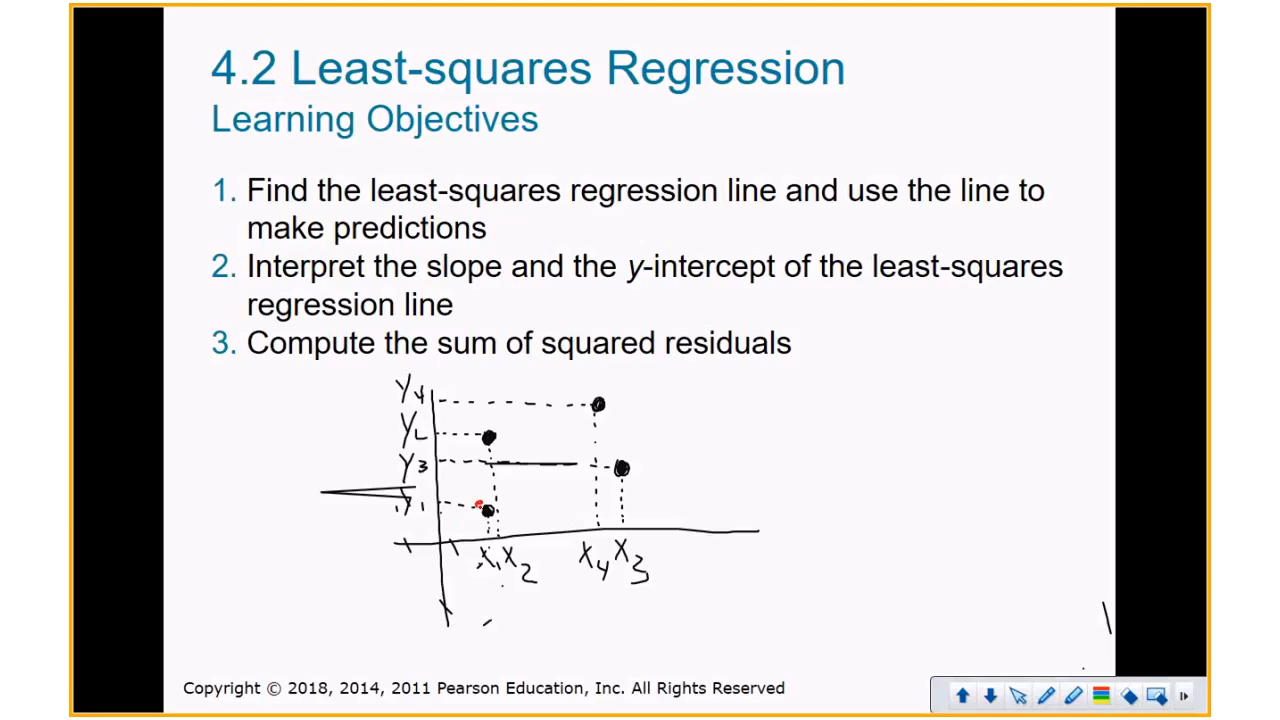 4.2 Least-squares Regression
Learning Objectives
1. Find the least-squares regression line and use the line to
make predictions
2. Interpret the slope and the y-intercept of the least-squares
regression line
3. Compute the sum of squared residuals
y4
y2
y3
y1
x1 x2 x4 x3
Copyright © 2018, 2014, 2011 Pearson Education, Inc. All Rights Reserved